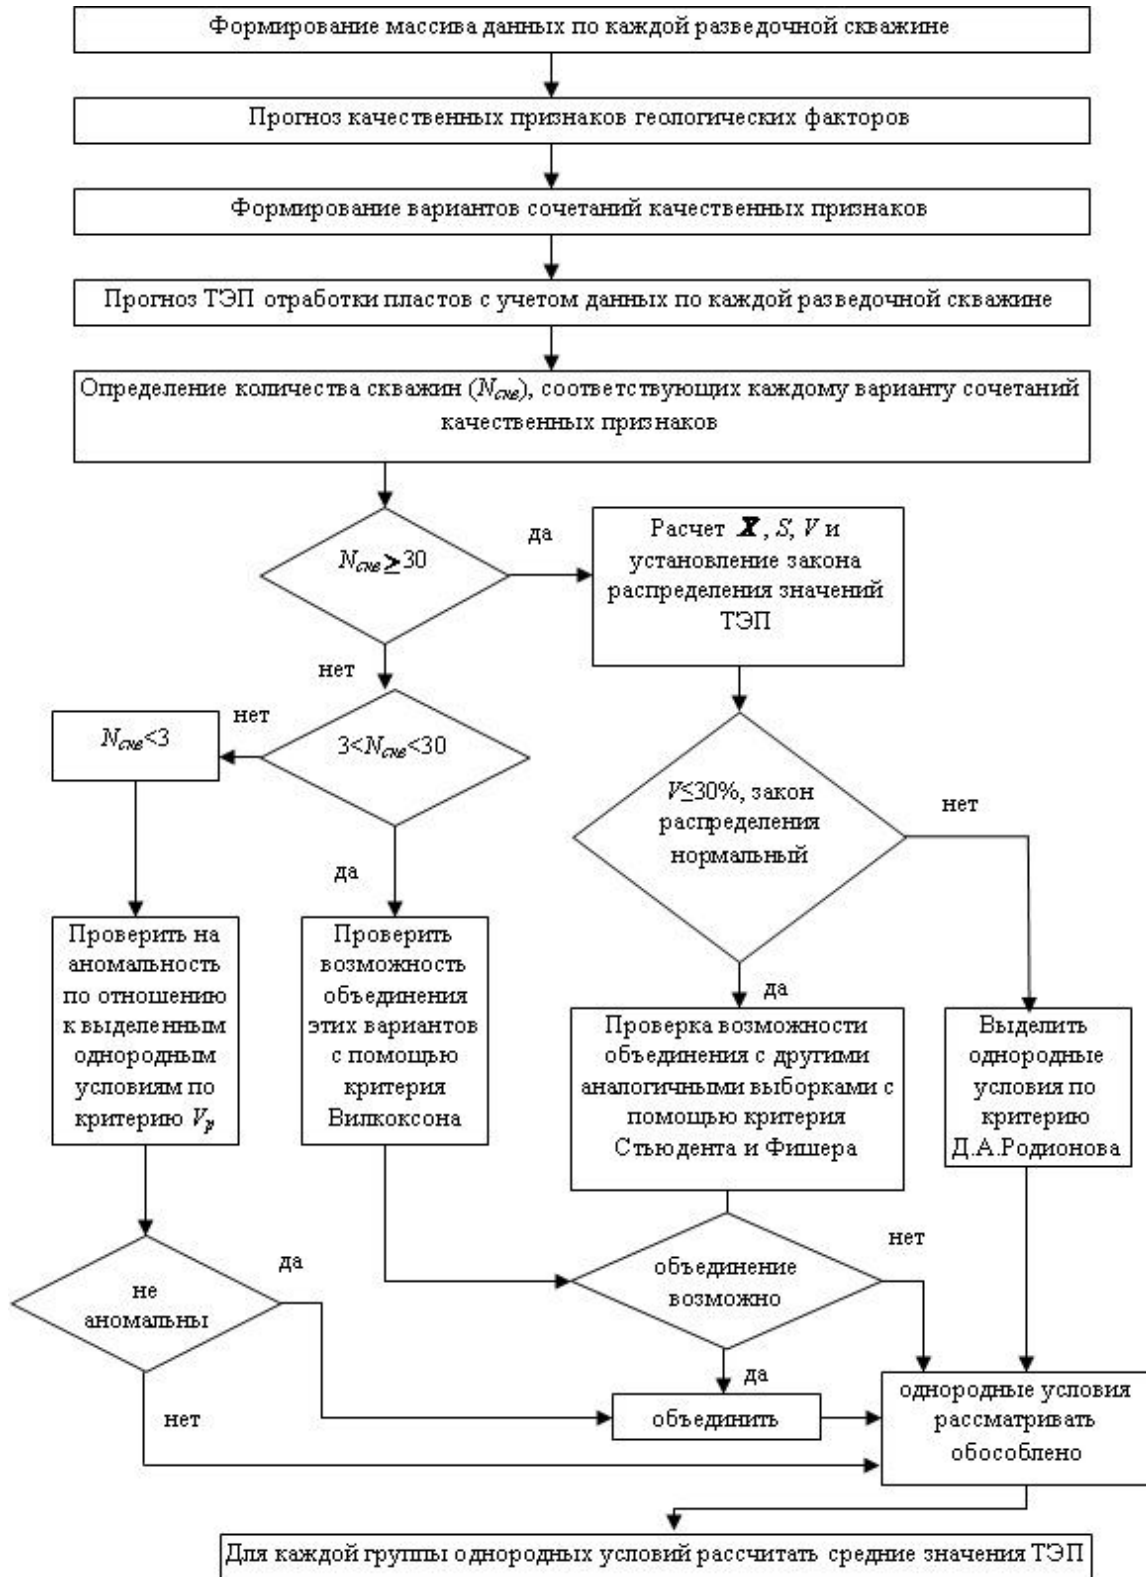 Формирование массива данных по каждой разведочной скважине
Прогноз качественных признаков геологических факторов
Формирование вариантов сочетаний качественных признаков
Прогноз ТЭП отработки пластов с учетом данных по каждой разведочной скважине
Определение количества скважин (Nскв), соответствующих каждому варианту сочетаний
качественных признаков
Nскв≥30
да
Расчет X, S, V и
установление закона
распределения значений
ТЭП
нет
Nскв<3
нет
3<Nскв<30
V≤30%, закон
распределения
нормальный
нет
да
да
Проверить на
аномальность
по отношению
к выделенным
однородным
условиям по
критерию Vр
Проверить
возможность
объединения
этих вариантов
с помощью
критерия
Вилкоксона
Проверка возможности
объединения с другими
аналогичными выборками с
помощью критерия
Стьюдента и Фишера
Выделить
однородные
условия по
критерию
Д.А.Родионова
не
аномальны
да
объединение
возможно
нет
да
нет
объединить
однородные условия
рассматривать
обособлено
Для каждой группы однородных условий рассчитать средние значения ТЭП